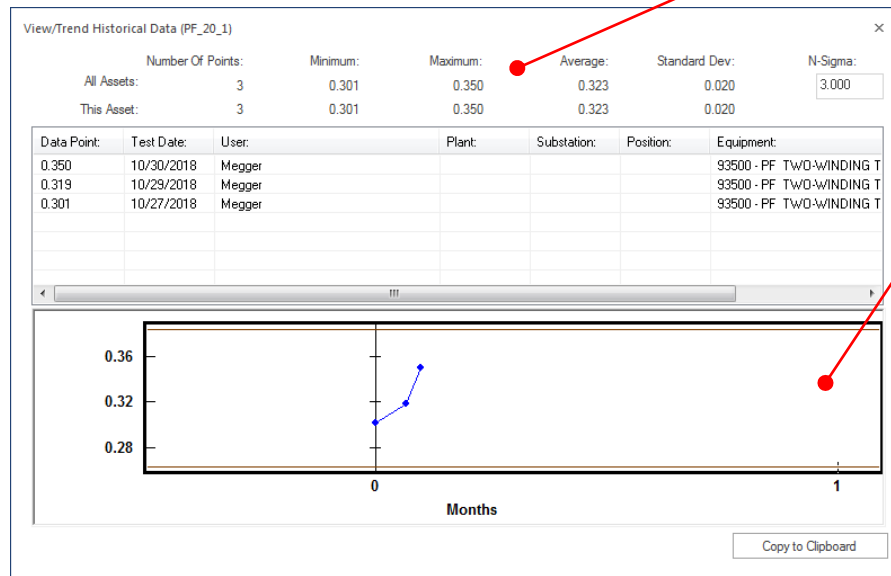 View/Trend Historical Data (PF_20_1)
Number Of Points: Minimum: Maximum: Average: Standard Dev: N-Sigma:
All Assets: 3 0.301 0.350 0.323 0.020 3.000
This Asset: 3 0.301 0.350 0.323 0.020
Data Point: Test Date: User: Plant: Substation: Position: Equipment:
0.350 10/30/2018 Megger 93500 - PF TWO-WINDING T
0.319 10/29/2018 Megger 93500 - PF TWO-WINDING T
0.301 10/27/2018 Megger 93500 - PF TWO-WINDING T
0.36
0.32
0.28
0 1
Months
Copy to Clipboard